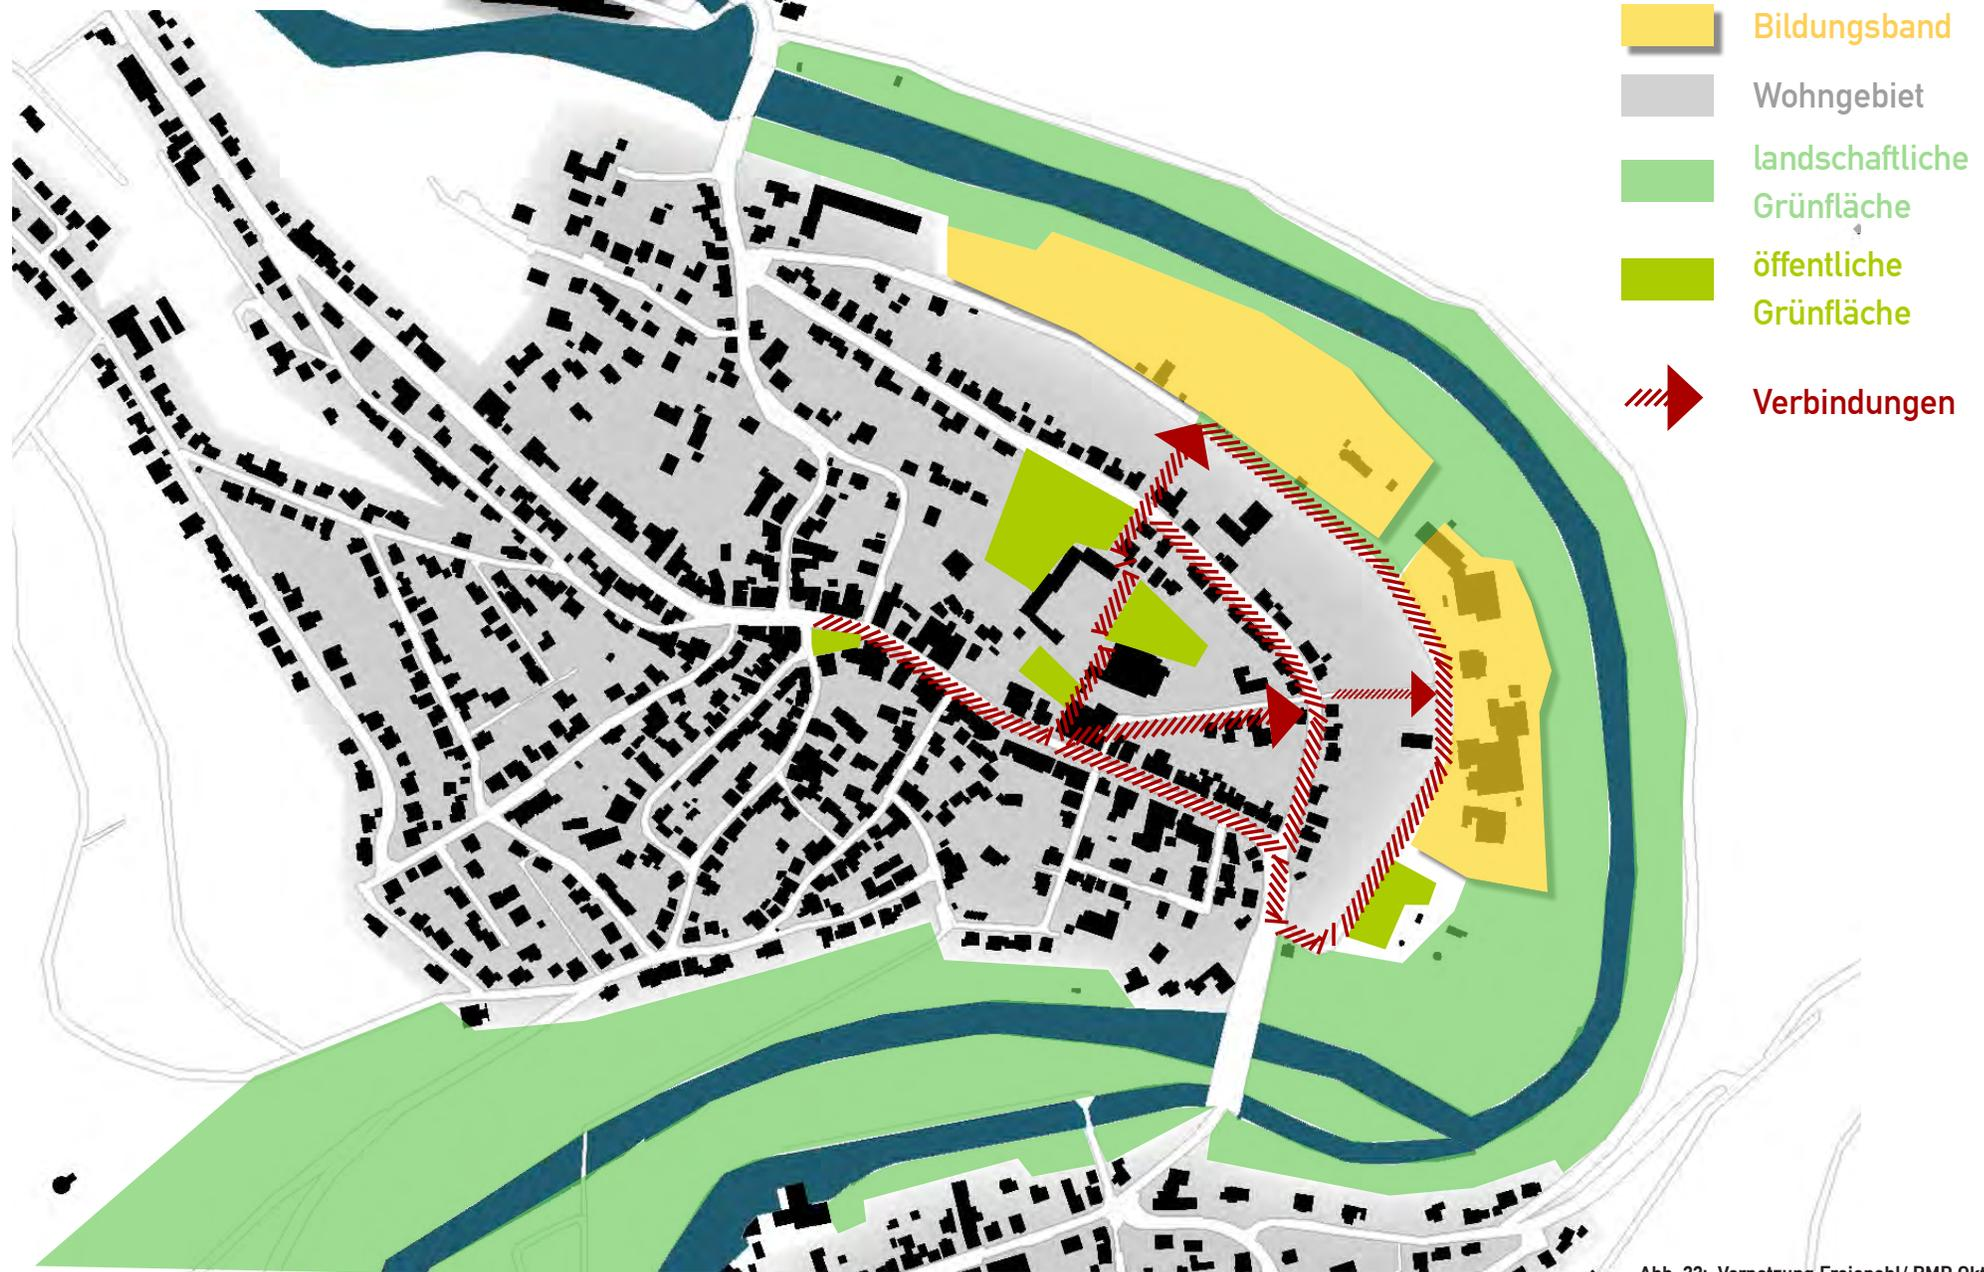 Bildungsband
Wohngebiet
landschaftliche
Grünfläche
öffentliche
Grünfläche
Verbindungen